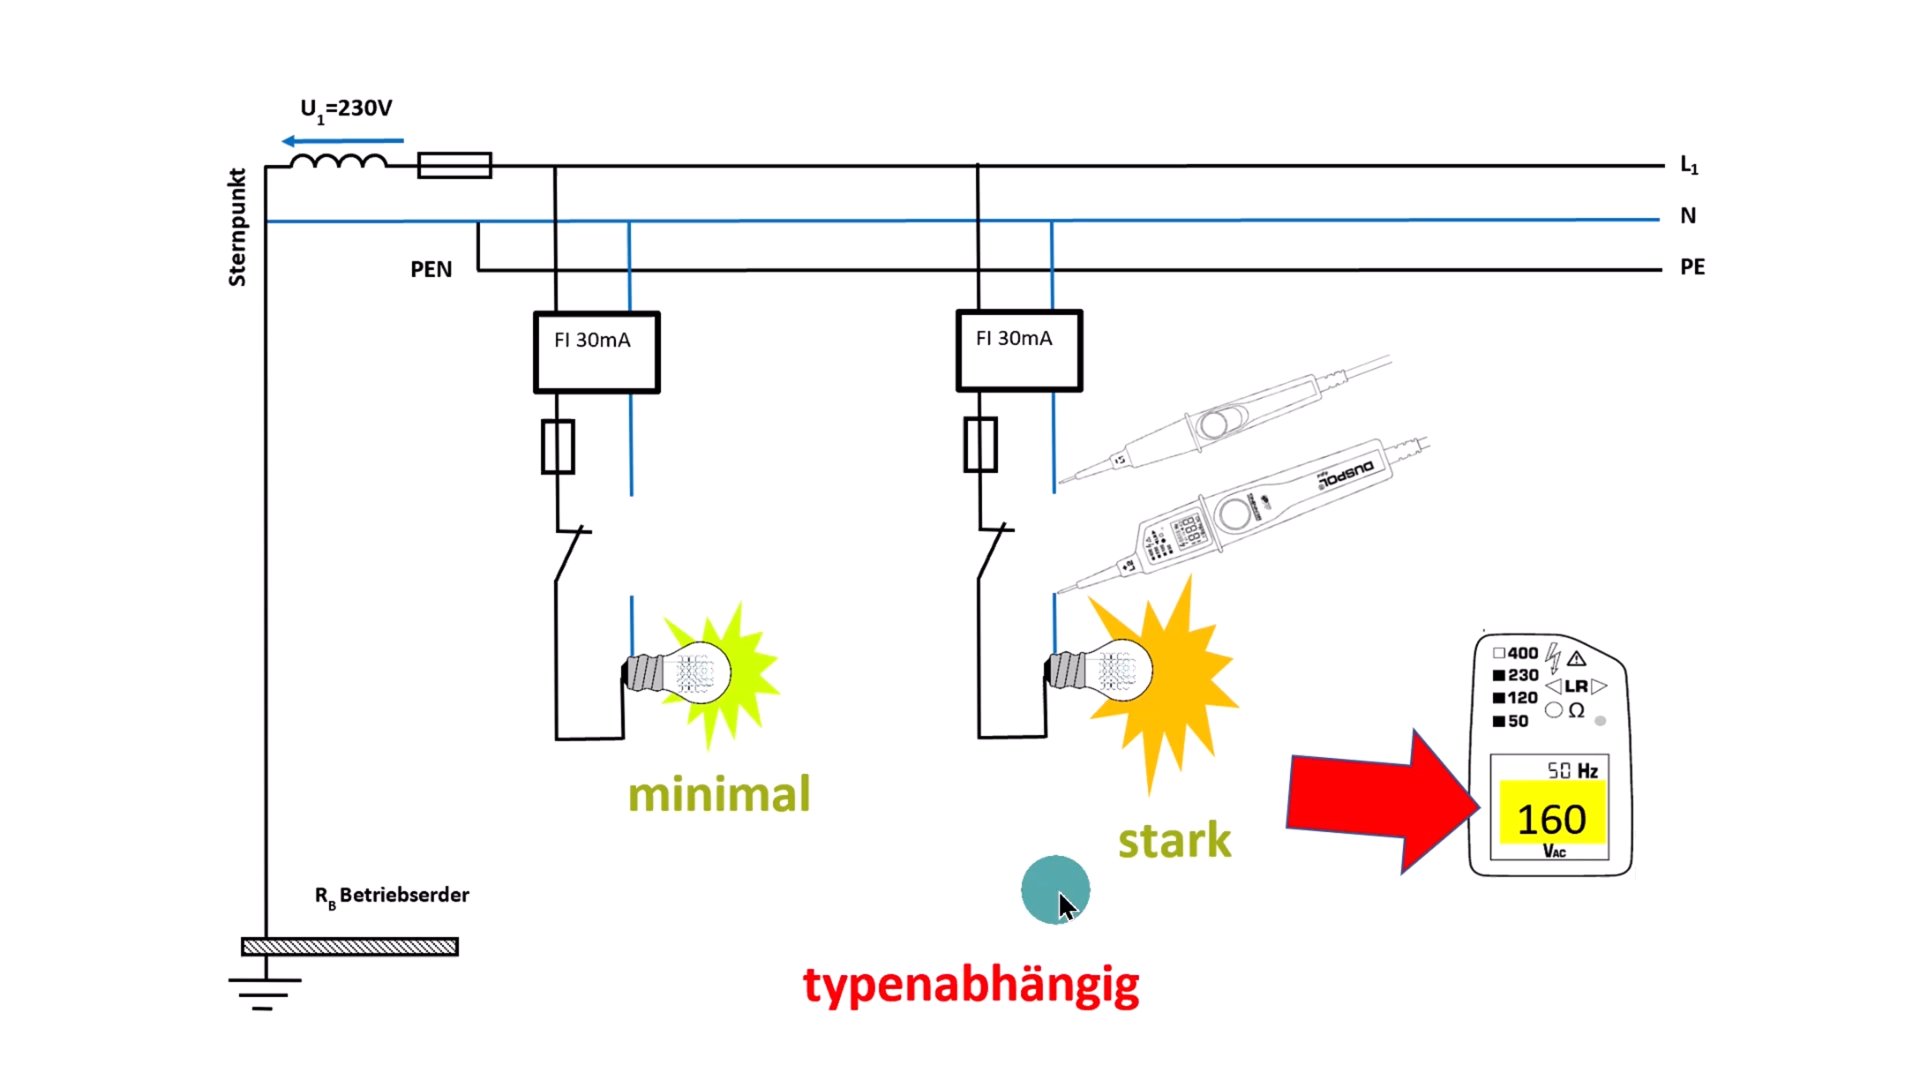 U1=230V
L1
Sternpunkt
N
PEN
PE
FI 30mA
FI 30mA
DUSPOL®
400
230
LR
120
Ω
50
50 Hz
160
VAC
minimal
stark
RB Betriebserder
typenabhängig